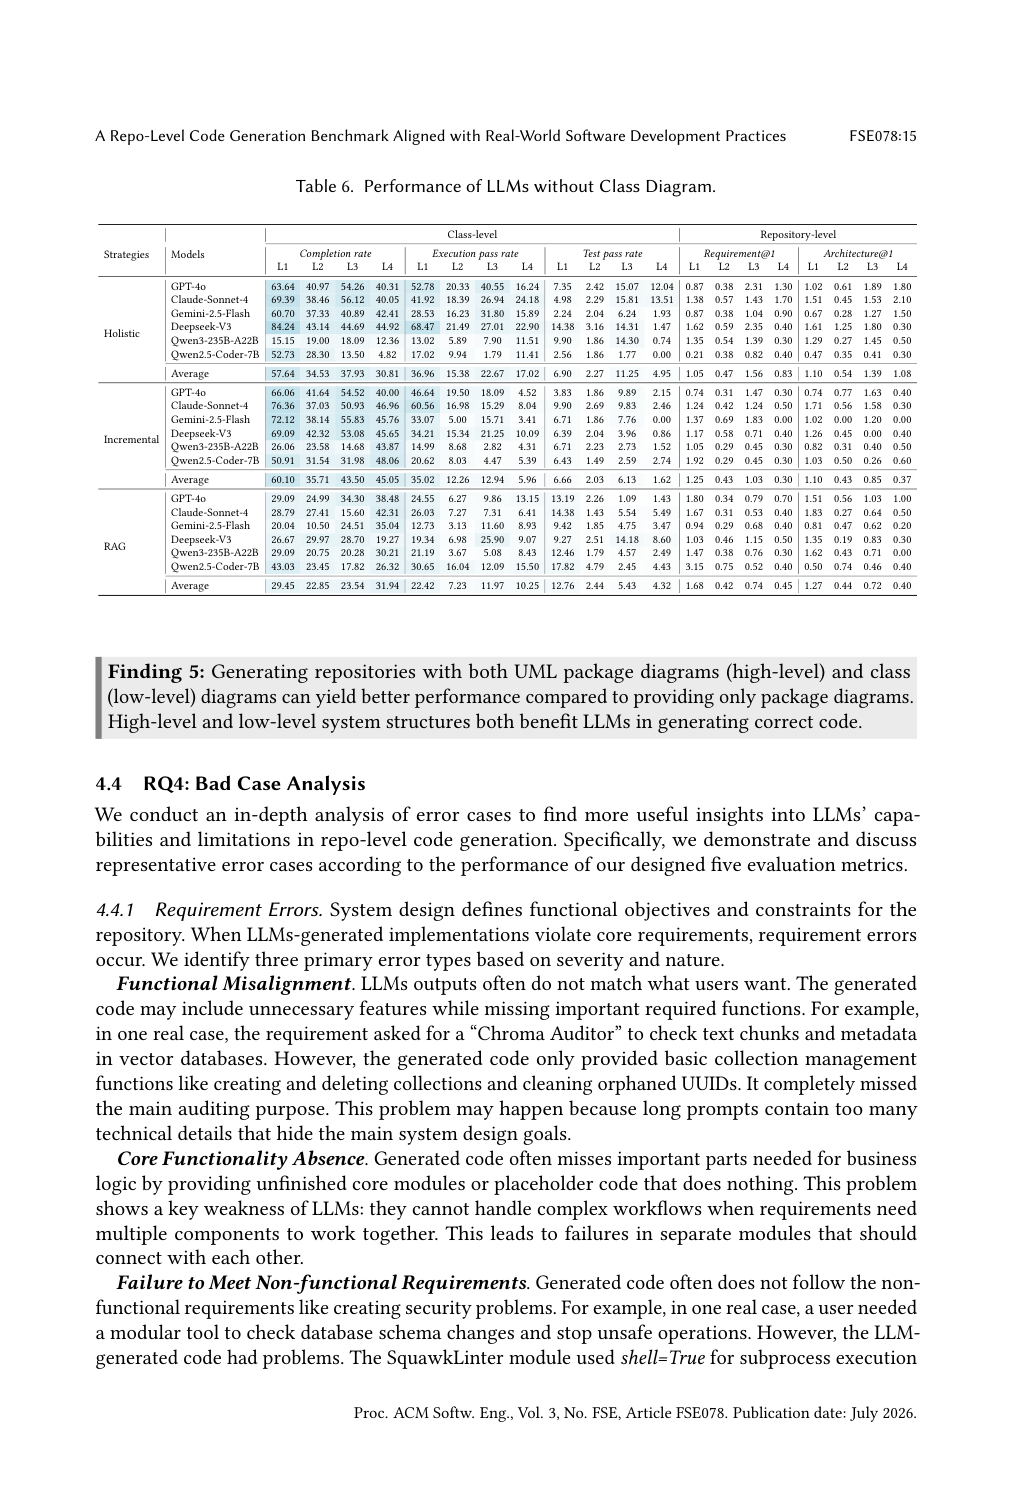 A Repo-Level Code Generation Benchmark Aligned with Real-World Software Development Practices FSE078:15
Table 6. Performance of LLMs without Class Diagram.
Strategies Models Class-level Repository-level
Completion rate Execution pass rate Test pass rate Requirement@1 Architecture@1
L1 L2 L3 L4 L1 L2 L3 L4 L1 L2 L3 L4 L1 L2 L3 L4 L1 L2 L3 L4
Holistic
GPT-4o 63.64 40.97 54.26 40.31 52.78 20.33 40.55 16.24 7.35 2.42 15.07 12.04 0.87 0.38 2.31 1.30 1.02 0.61 1.89 1.80
Claude-Sonnet-4 69.39 38.46 56.12 40.05 41.92 18.39 26.94 24.18 4.98 2.29 15.81 13.51 1.38 0.57 1.43 1.70 1.51 0.45 1.53 2.10
Gemini-2.5-Flash 60.70 37.33 40.89 42.41 28.53 16.23 31.80 15.89 2.24 2.04 6.24 1.93 0.87 0.38 1.04 0.90 0.67 0.28 1.27 1.50
Deepseek-V3 84.24 43.14 44.69 44.92 68.47 21.49 27.01 22.90 14.38 3.16 14.31 1.47 1.62 0.59 2.35 0.40 1.61 1.25 1.80 0.30
Qwen3-235B-A22B 15.15 19.00 18.09 12.36 13.02 5.89 7.90 11.51 9.90 1.86 14.30 0.74 1.35 0.54 1.39 0.30 1.29 0.27 1.45 0.50
Qwen2.5-Coder-7B 52.73 28.30 13.50 4.82 17.02 9.94 1.79 11.41 2.56 1.86 1.77 0.00 0.21 0.38 0.82 0.40 0.47 0.35 0.41 0.30
Average 57.64 34.53 37.93 30.81 36.96 15.38 22.67 17.02 6.90 2.27 11.25 4.95 1.05 0.47 1.56 0.83 1.10 0.54 1.39 1.08
Incremental
GPT-4o 66.06 41.64 54.52 40.00 46.64 19.50 18.09 4.52 3.83 1.86 9.89 2.15 0.74 0.31 1.47 0.30 0.74 0.77 1.63 0.40
Claude-Sonnet-4 76.36 37.03 50.93 46.96 60.56 16.98 15.29 8.04 9.90 2.69 9.83 2.46 1.24 0.42 1.24 0.50 1.71 0.56 1.58 0.30
Gemini-2.5-Flash 72.12 38.14 55.83 45.76 33.07 5.00 15.71 3.41 6.71 1.86 7.76 0.00 1.37 0.69 1.83 0.00 1.02 0.00 1.20 0.00
Deepseek-V3 69.09 42.32 53.08 45.65 34.21 15.34 21.25 10.09 6.39 2.04 3.96 0.86 1.17 0.58 0.71 0.40 1.26 0.45 0.00 0.40
Qwen3-235B-A22B 26.06 23.58 14.68 43.87 14.99 8.68 2.82 4.31 6.71 2.23 2.73 1.52 1.05 0.29 0.45 0.30 0.82 0.31 0.40 0.50
Qwen2.5-Coder-7B 50.91 31.54 31.98 48.06 20.62 8.03 4.47 5.39 6.43 1.49 2.59 2.74 1.92 0.29 0.45 0.30 1.03 0.50 0.26 0.60
Average 60.10 35.71 43.50 45.05 35.02 12.26 12.94 5.96 6.66 2.03 6.13 1.62 1.25 0.43 1.03 0.30 1.10 0.43 0.85 0.37
RAG
GPT-4o 29.09 24.99 34.30 38.48 24.55 6.27 9.86 13.15 13.19 2.26 1.09 1.43 1.80 0.34 0.79 0.70 1.51 0.56 1.03 1.00
Claude-Sonnet-4 28.79 27.41 15.60 42.31 26.03 7.27 7.31 6.41 14.38 1.43 5.54 5.49 1.67 0.31 0.53 0.40 1.83 0.27 0.64 0.50
Gemini-2.5-Flash 20.04 10.50 24.51 35.04 12.73 3.13 11.60 8.93 9.42 1.85 4.75 3.47 0.94 0.29 0.68 0.40 0.81 0.47 0.62 0.20
Deepseek-V3 26.67 29.97 28.70 19.27 19.34 6.98 25.90 9.07 9.27 2.51 14.18 8.60 1.03 0.46 1.15 0.50 1.35 0.19 0.83 0.30
Qwen3-235B-A22B 29.09 20.75 20.28 30.21 21.19 3.67 5.08 8.43 12.46 1.79 4.57 2.49 1.47 0.38 0.76 0.30 1.62 0.43 0.71 0.00
Qwen2.5-Coder-7B 43.03 23.45 17.82 26.32 30.65 16.04 12.09 15.50 17.82 4.79 2.45 4.43 3.15 0.75 0.52 0.40 0.50 0.74 0.46 0.40
Average 29.45 22.85 23.54 31.94 22.42 7.23 11.97 10.25 12.76 2.44 5.43 4.32 1.68 0.42 0.74 0.45 1.27 0.44 0.72 0.40
Finding 5: Generating repositories with both UML package diagrams (high-level) and class
(low-level) diagrams can yield better performance compared to providing only package diagrams.
High-level and low-level system structures both benefit LLMs in generating correct code.
4.4 RQ4: Bad Case Analysis
We conduct an in-depth analysis of error cases to find more useful insights into LLMs' capa-
bilities and limitations in repo-level code generation. Specifically, we demonstrate and discuss
representative error cases according to the performance of our designed five evaluation metrics.
4.4.1 Requirement Errors. System design defines functional objectives and constraints for the
repository. When LLMs-generated implementations violate core requirements, requirement errors
occur. We identify three primary error types based on severity and nature.
Functional Misalignment. LLMs outputs often do not match what users want. The generated
code may include unnecessary features while missing important required functions. For example,
in one real case, the requirement asked for a “Chroma Auditor” to check text chunks and metadata
in vector databases. However, the generated code only provided basic collection management
functions like creating and deleting collections and cleaning orphaned UUIDs. It completely missed
the main auditing purpose. This problem may happen because long prompts contain too many
technical details that hide the main system design goals.
Core Functionality Absence. Generated code often misses important parts needed for business
logic by providing unfinished core modules or placeholder code that does nothing. This problem
shows a key weakness of LLMs: they cannot handle complex workflows when requirements need
multiple components to work together. This leads to failures in separate modules that should
connect with each other.
Failure to Meet Non-functional Requirements. Generated code often does not follow the non-
functional requirements like creating security problems. For example, in one real case, a user needed
a modular tool to check database schema changes and stop unsafe operations. However, the LLM-
generated code had problems. The SquawkLinter module used shell=True for subprocess execution
Proc. ACM Softw. Eng., Vol. 3, No. FSE, Article FSE078. Publication date: July 2026.